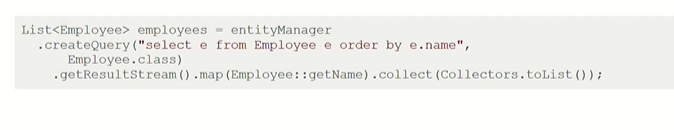 List<Employee> employees = entityManager
.createQuery("select e from Employee e order by e.name",
Employee.class)
.getResultStream().map(Employee::getName).collect(Collectors.toList());